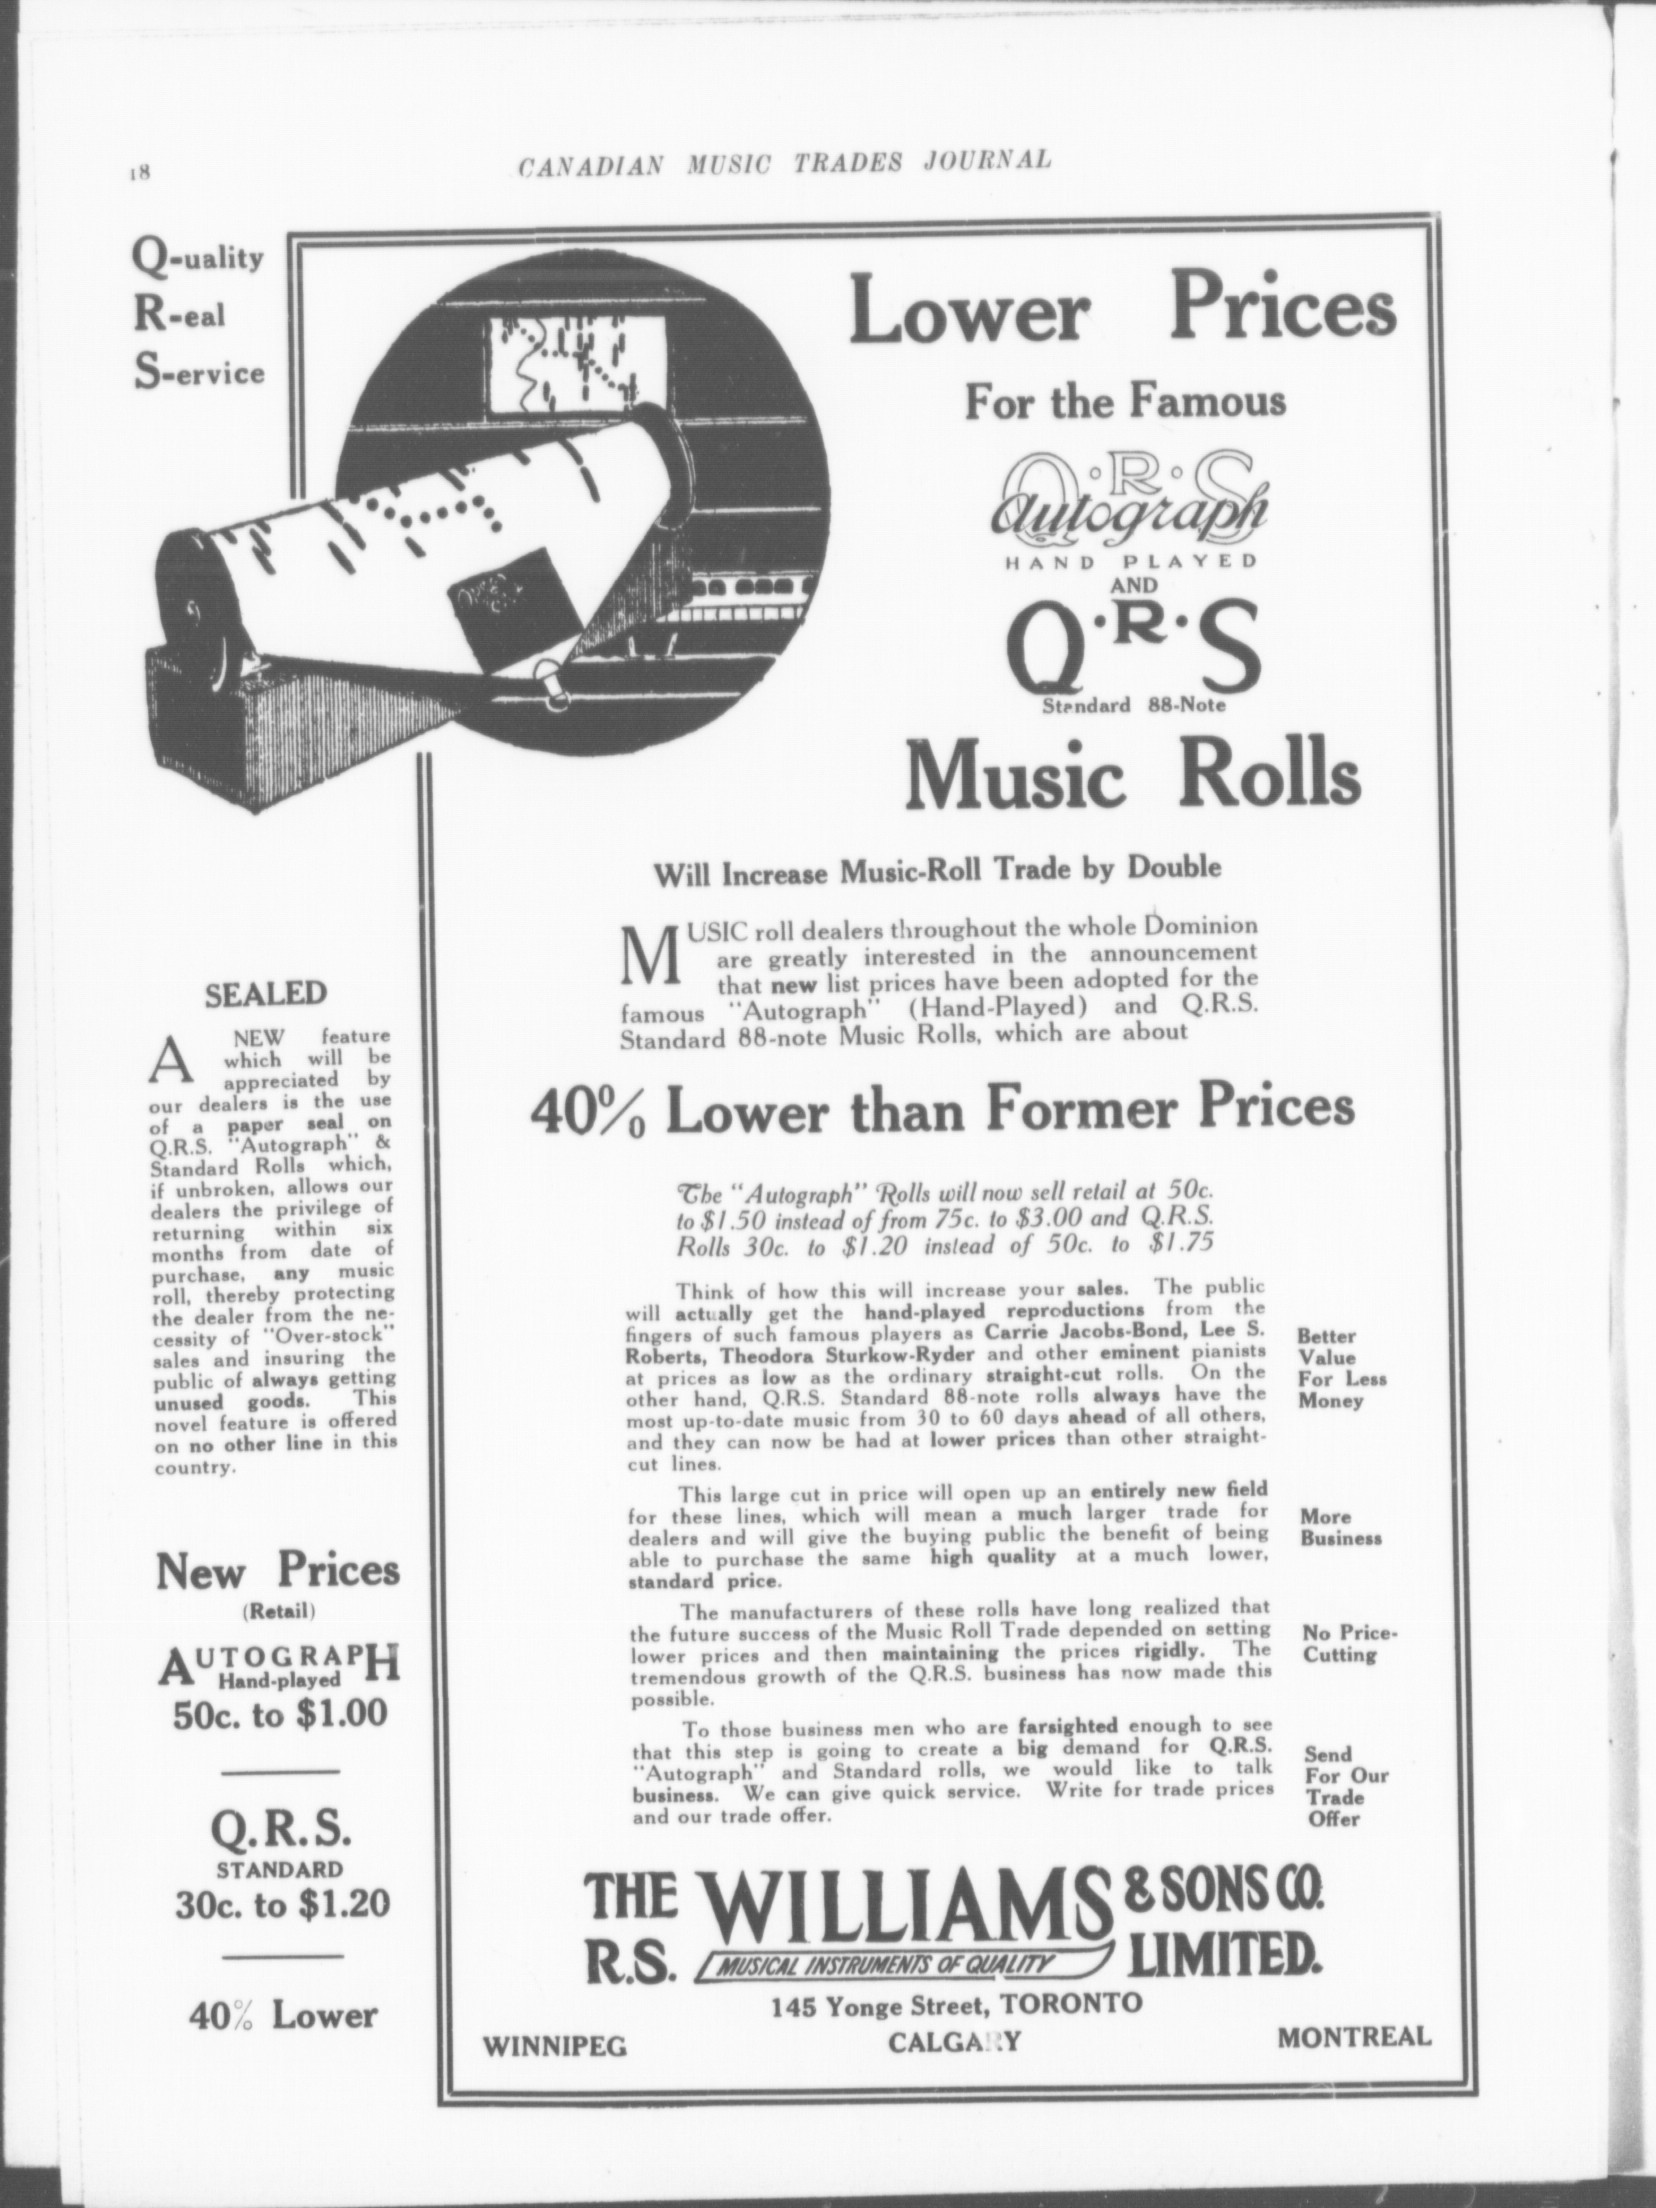 18
CANADIAN MUSIC TRADES JOURNAL
Q-uality
R-eal
S-ervice
Lower Prices
For the Famous
Q·R·S
Autograph
HAND PLAYED
AND
Q·R·S
Standard 88-Note
Music Rolls
Will Increase Music-Roll Trade by Double
MUSIC roll dealers throughout the whole Dominion
are greatly interested in the announcement
that new list prices have been adopted for the
famous "Autograph" (Hand-Played) and Q.R.S.
Standard 88-note Music Rolls, which are about
40% Lower than Former Prices
The "Autograph" Rolls will now sell retail at 50c.
to $1.50 instead of from 75c. to $3.00 and Q.R.S.
Rolls 30c. to $1.20 instead of 50c. to $1.75
Think of how this will increase your sales. The public
will actually get the hand-played reproductions from the
fingers of such famous players as Carrie Jacobs-Bond, Lee S.
Roberts, Theodora Sturkow-Ryder and other eminent pianists
at prices as low as the ordinary straight-cut rolls. On the
other hand, Q.R.S. Standard 88-note rolls always have the
most up-to-date music from 30 to 60 days ahead of all others,
and they can now be had at lower prices than other straight-
cut lines.
Better
Value
For Less
Money
This large cut in price will open up an entirely new field
for these lines, which will mean a much larger trade for
dealers and will give the buying public the benefit of being
able to purchase the same high quality at a much lower,
standard price.
More
Business
The manufacturers of these rolls have long realized that
the future success of the Music Roll Trade depended on setting
lower prices and then maintaining the prices rigidly. The
tremendous growth of the Q.R.S. business has now made this
possible.
No Price-
Cutting
To those business men who are farsighted enough to see
that this step is going to create a big demand for Q.R.S.
"Autograph" and Standard rolls, we would like to talk
business. We can give quick service. Write for trade prices
and our trade offer.
Send
For Our
Trade
Offer
SEALED
A NEW feature
which will be
appreciated by
our dealers is the use
of a paper seal on
Q.R.S. "Autograph" &
Standard Rolls which,
if unbroken, allows our
dealers the privilege of
returning within six
months from date of
purchase, any music
roll, thereby protecting
the dealer from the ne-
cessity of "Over-stock"
sales and insuring the
public of always getting
unused goods. This
novel feature is offered
on no other line in this
country.
New Prices
(Retail)
AUTOGRAPH
Hand-played
50c. to $1.00
Q.R.S.
STANDARD
30c. to $1.20
40% Lower
THE R.S. WILLIAMS & SONS CO. LIMITED.
MUSICAL INSTRUMENTS OF QUALITY
145 Yonge Street, TORONTO
WINNIPEG CALGARY MONTREAL